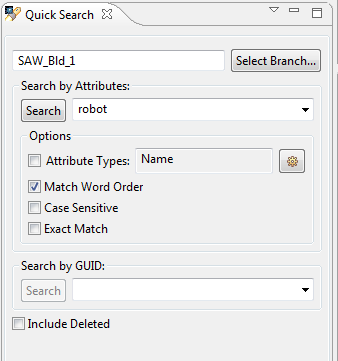 Quick Search
SAW_Bld_1 Select Branch...
Search by Attributes:
Search robot
Options
Attribute Types: Name
Match Word Order
Case Sensitive
Exact Match
Search by GUID:
Search
Include Deleted